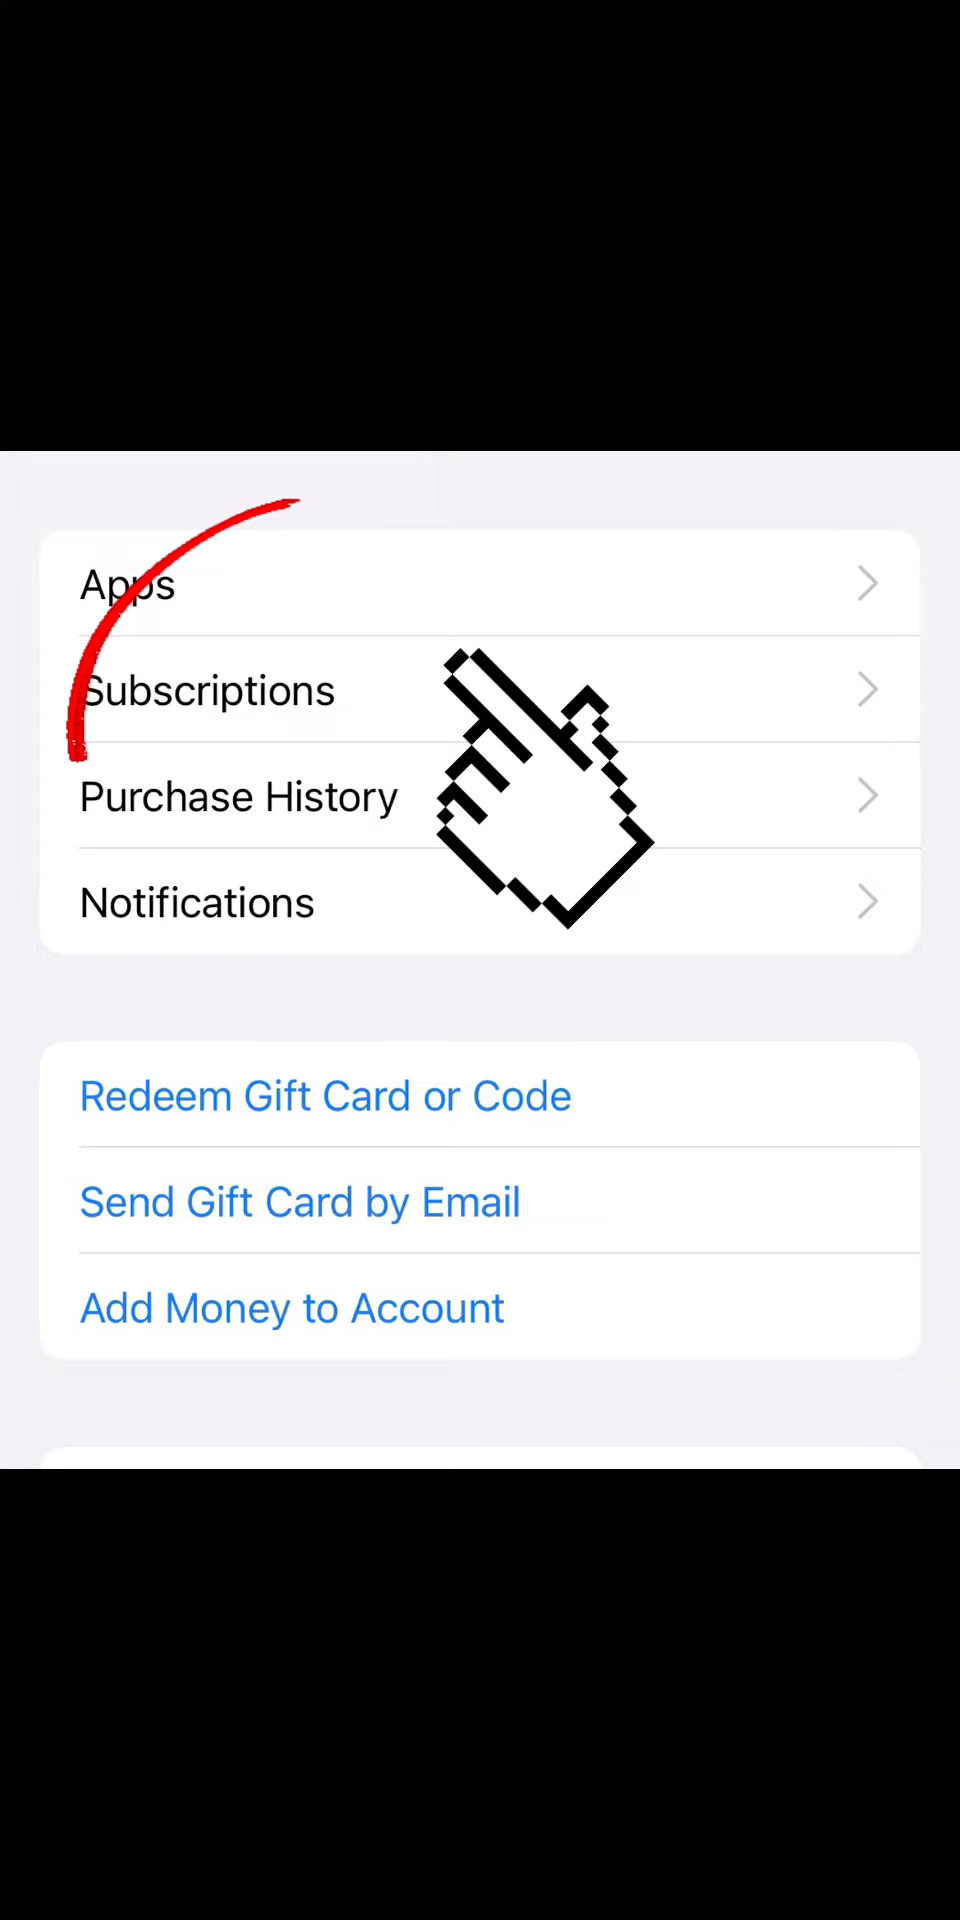 Apps
Subscriptions
Purchase History
Notifications
Redeem Gift Card or Code
Send Gift Card by Email
Add Money to Account